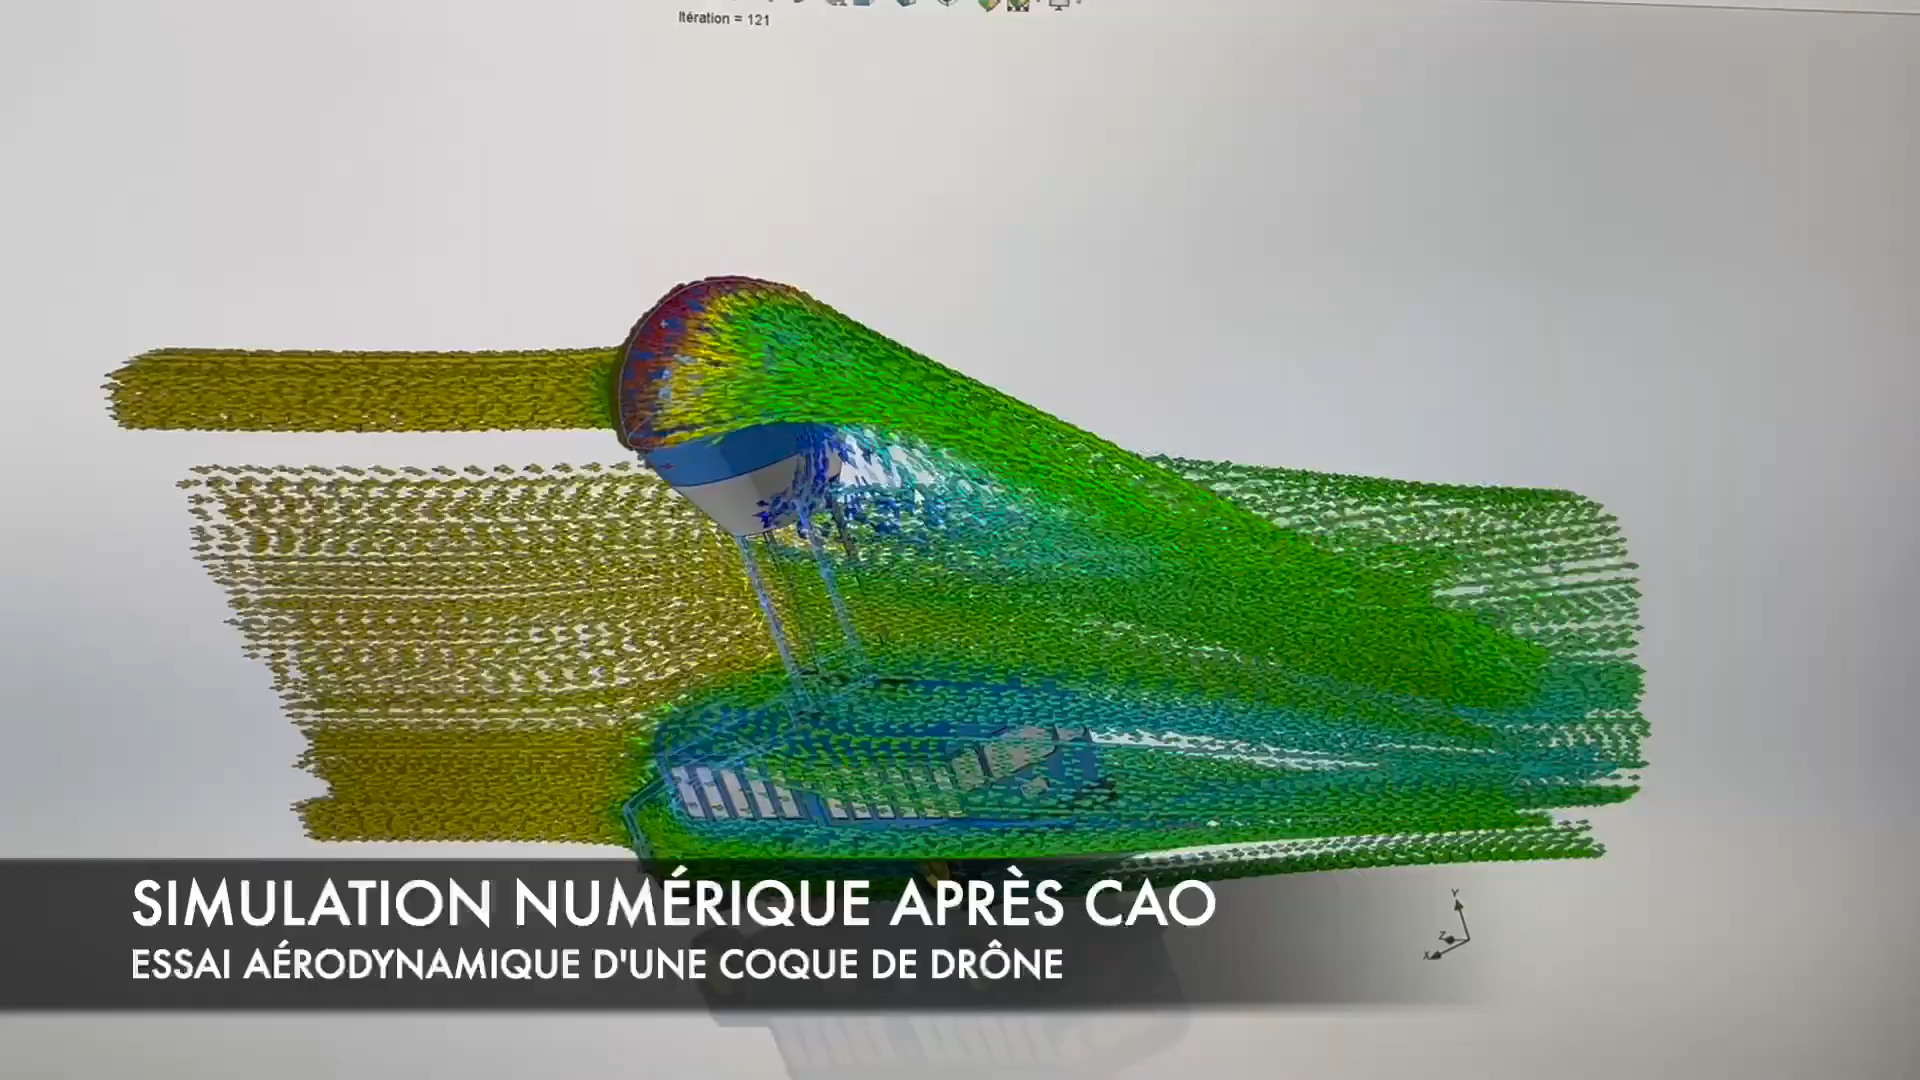 Itération = 121
SIMULATION NUMÉRIQUE APRÈS CAO
ESSAI AÉRODYNAMIQUE D'UNE COQUE DE DRÔNE
Y
Z
X